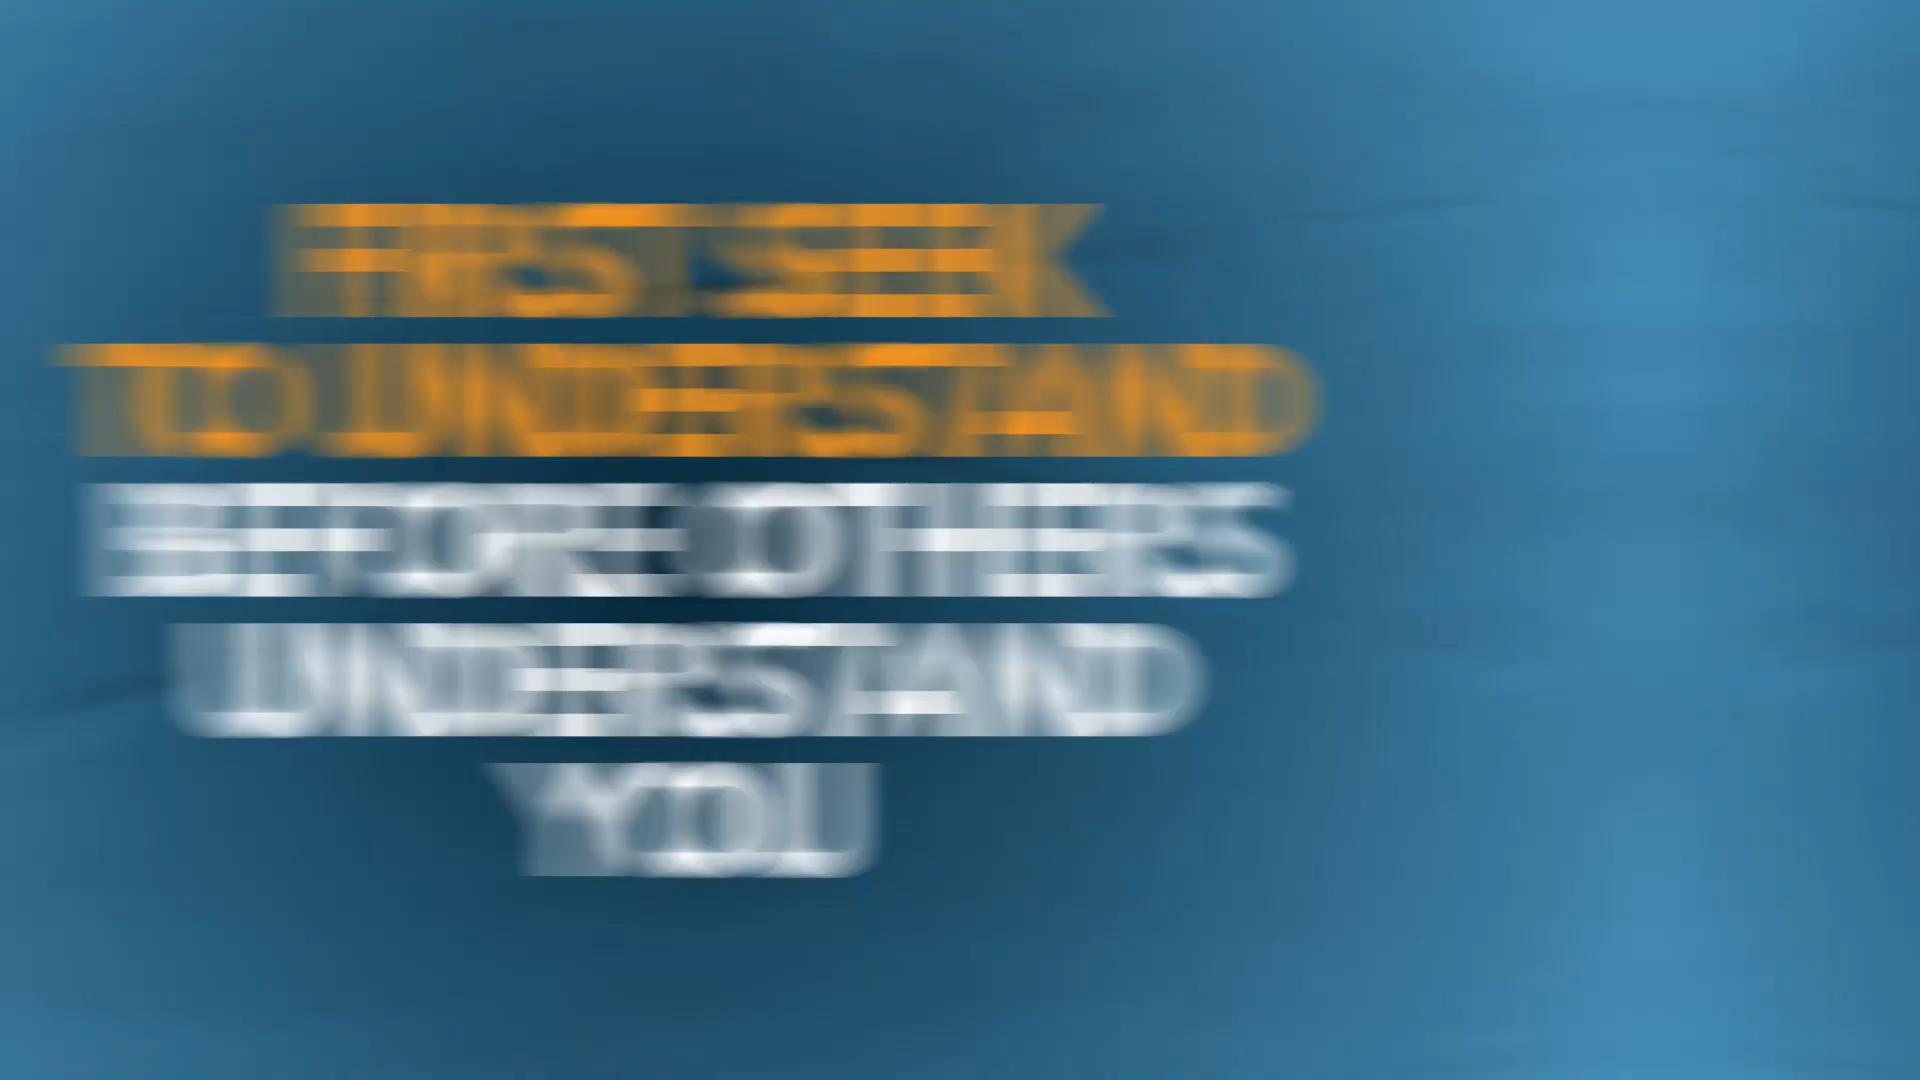 FIRST SEEK
TO UNDERSTAND
BEFORE OTHERS
UNDERSTAND
YOU